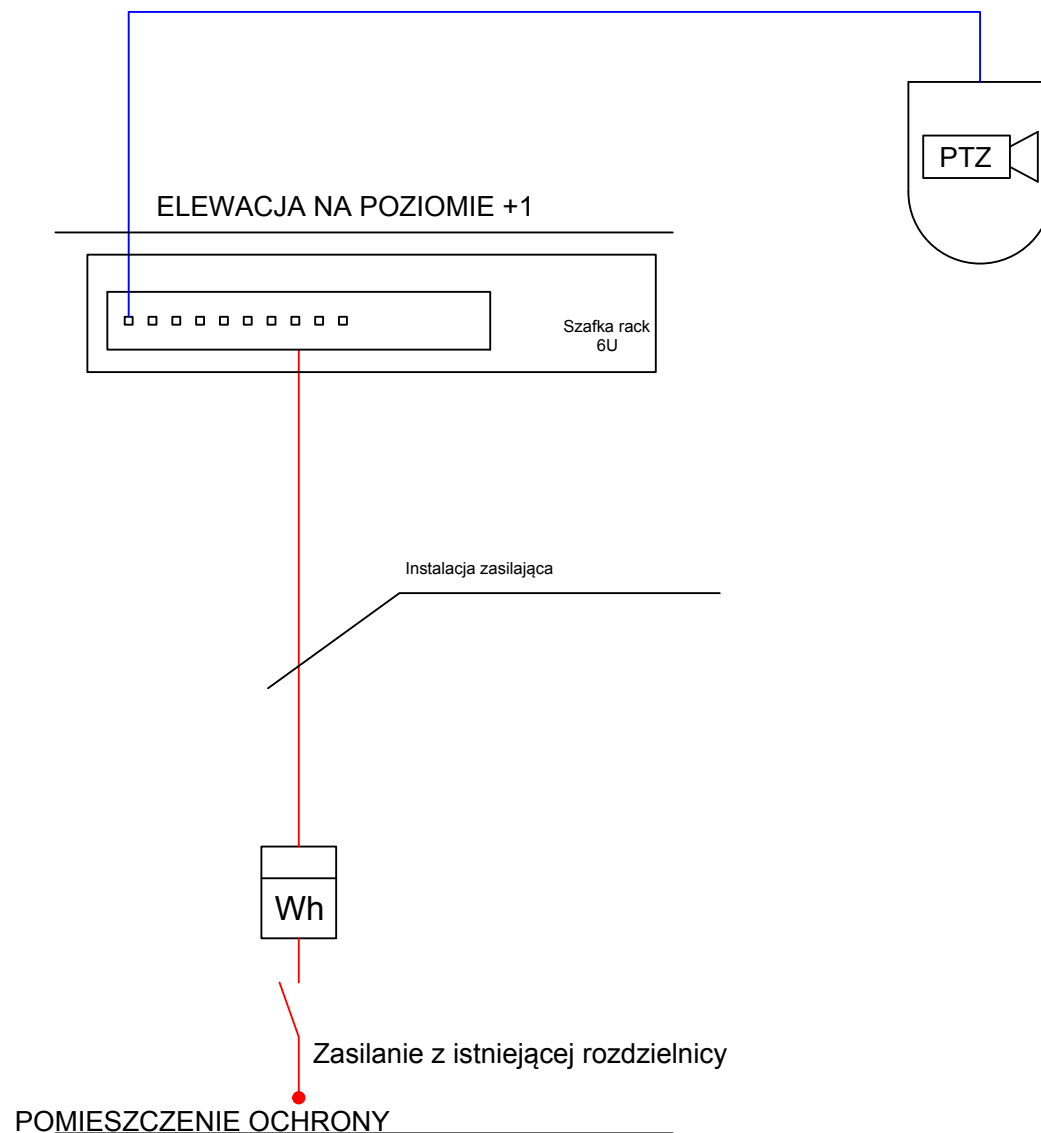 PTZ
ELEWACJA NA POZIOMIE +1
Szafka rack
6U
Instalacja zasilająca
Wh
Zasilanie z istniejącej rozdzielnicy
POMIESZCZENIE OCHRONY